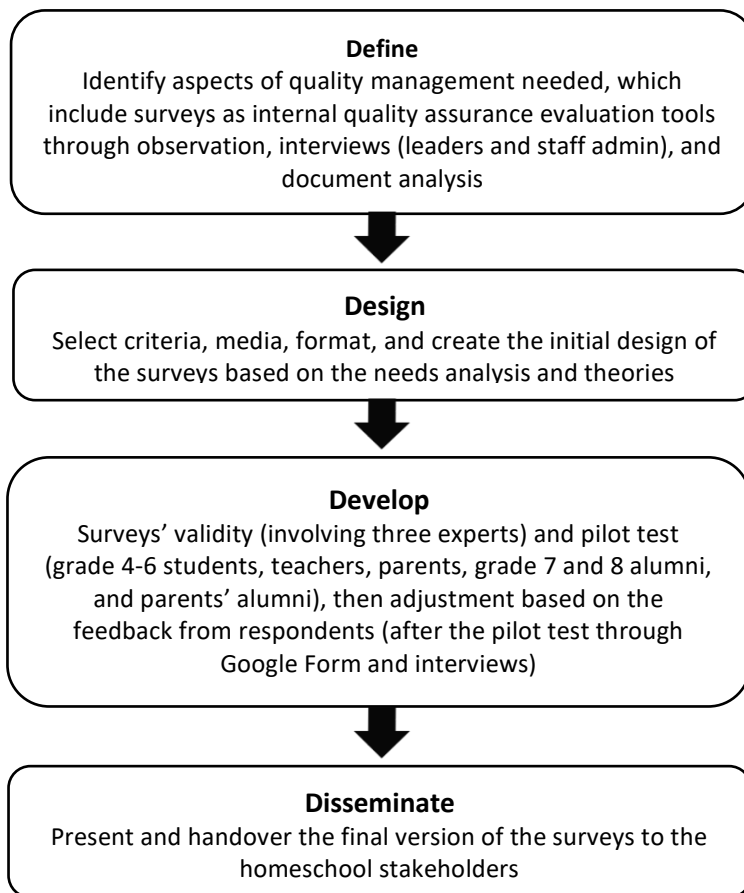 Define
Identify aspects of quality management needed, which
include surveys as internal quality assurance evaluation tools
through observation, interviews (leaders and staff admin), and
document analysis
Design
Select criteria, media, format, and create the initial design of
the surveys based on the needs analysis and theories
Develop
Surveys’ validity (involving three experts) and pilot test
(grade 4-6 students, teachers, parents, grade 7 and 8 alumni,
and parents’ alumni), then adjustment based on the
feedback from respondents (after the pilot test through
Google Form and interviews)
Disseminate
Present and handover the final version of the surveys to the
homeschool stakeholders